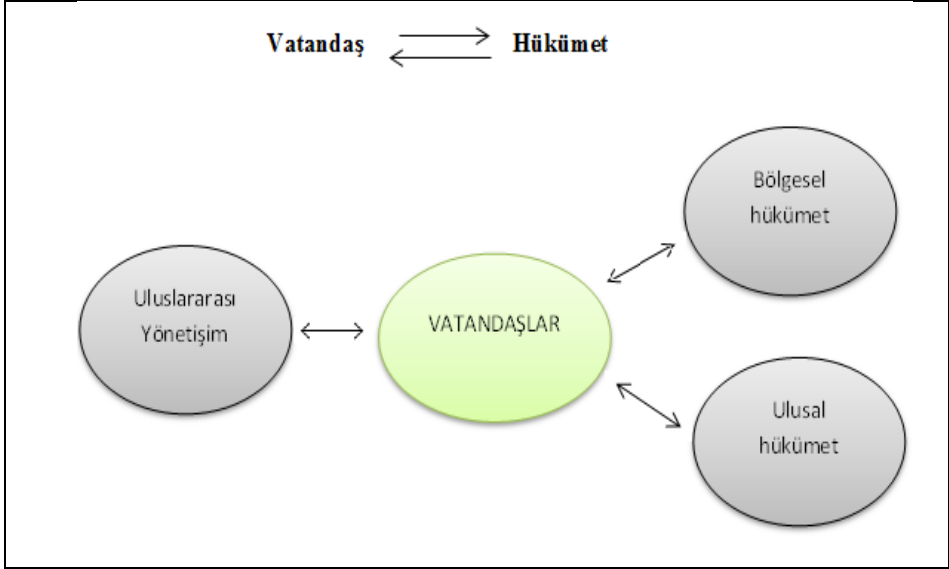 Vatandaş Hükümet
Bölgesel
hükümet
Uluslararası
Yönetişim
VATANDAŞLAR
Ulusal
hükümet